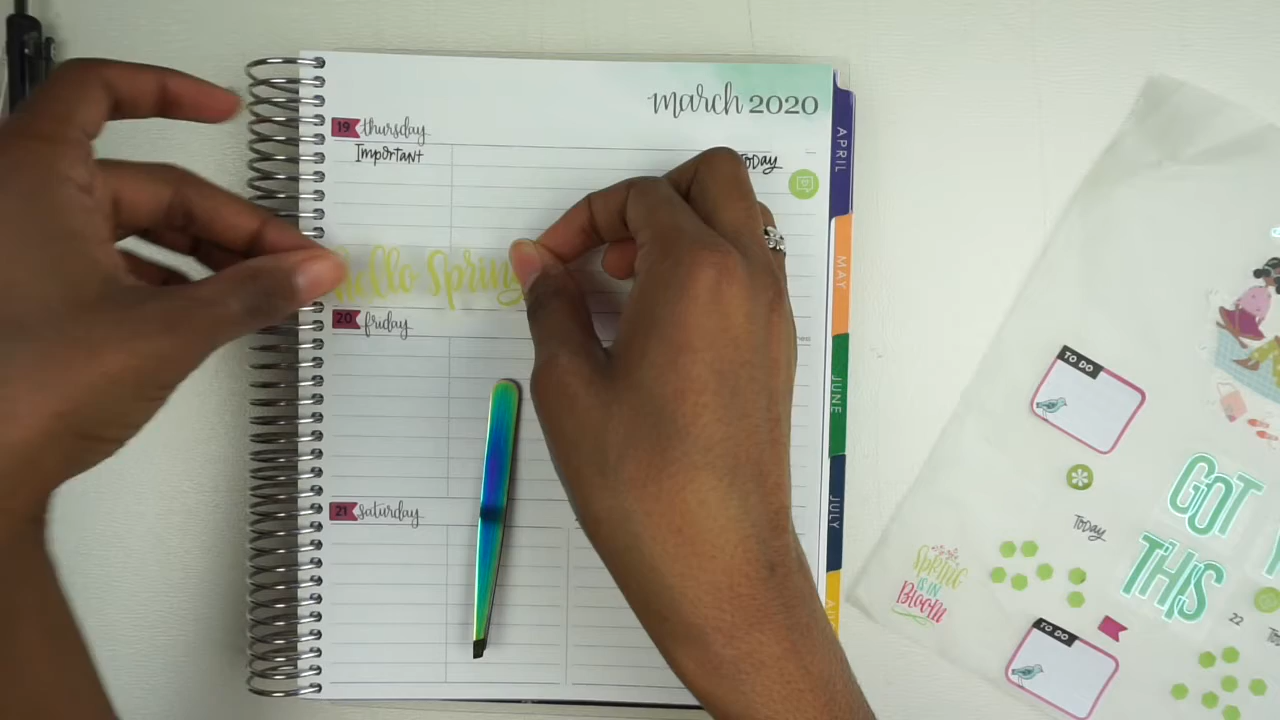 march 2020
19 thursday
Important
Today
hello Spring
20 friday
21 saturday
APRIL
MAY
JUNE
JULY
TO DO
GOT
THIS
Today
SPRING
IS IN
Bloom
22
TO DO